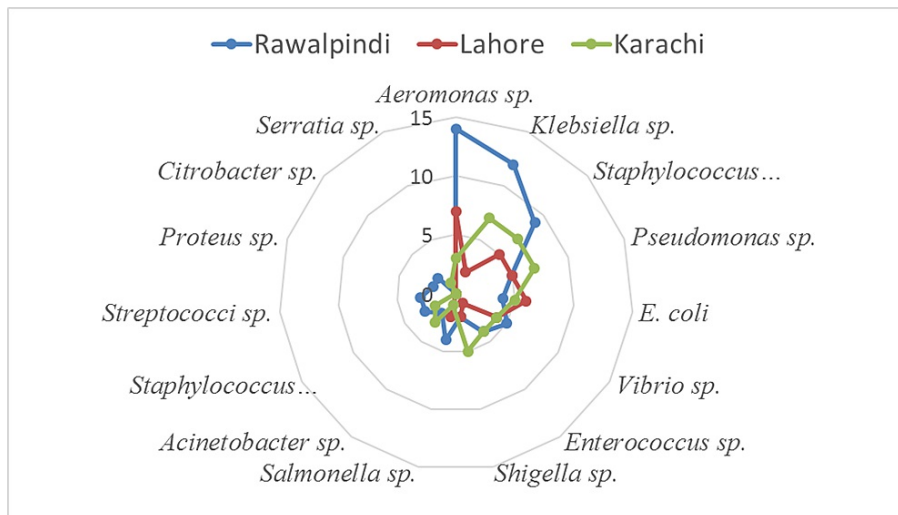 Rawalpindi Lahore Karachi
Aeromonas sp.
Serratia sp.
Klebsiella sp.
Citrobacter sp.
Staphylococcus...
Proteus sp.
Pseudomonas sp.
Streptococci sp.
E. coli
Staphylococcus...
Vibrio sp.
Acinetobacter sp.
Enterococcus sp.
Salmonella sp.
Shigella sp.
15
10
5
0